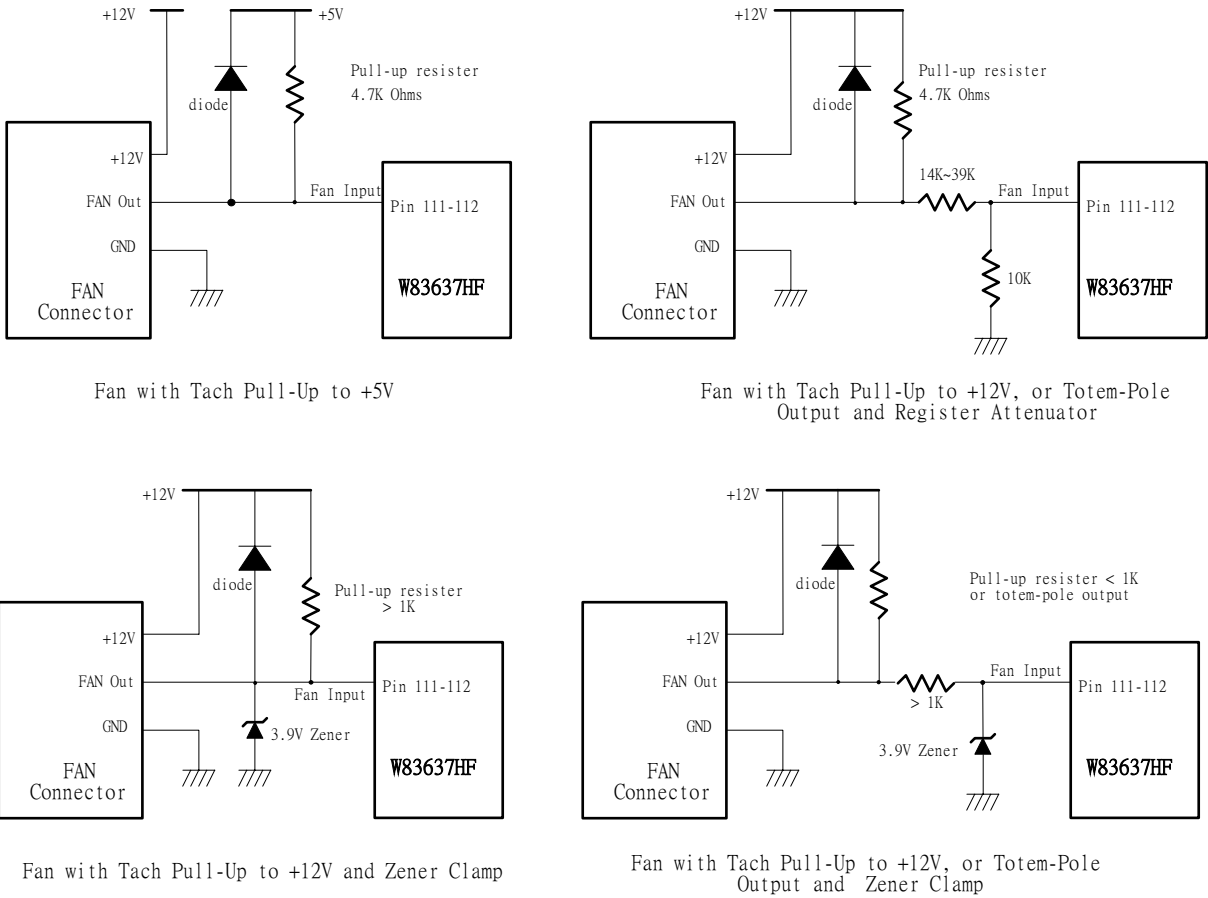 +12V
+5V
Pull-up resister
4.7K Ohms
diode
+12V
FAN Out
Fan Input
Pin 111-112
GND
W83637HF
FAN
Connector
Fan with Tach Pull-Up to +5V
+12V
Pull-up resister
4.7K Ohms
diode
+12V
14K~39K
FAN Out
Fan Input
Pin 111-112
GND
10K
W83637HF
FAN
Connector
Fan with Tach Pull-Up to +12V, or Totem-Pole
Output and Register Attenuator
+12V
diode
Pull-up resister
> 1K
+12V
FAN Out
Fan Input
Pin 111-112
GND
3.9V Zener
W83637HF
FAN
Connector
Fan with Tach Pull-Up to +12V and Zener Clamp
+12V
diode
Pull-up resister < 1K
or totem-pole output
+12V
FAN Out
Fan Input
Pin 111-112
> 1K
GND
3.9V Zener
W83637HF
FAN
Connector
Fan with Tach Pull-Up to +12V, or Totem-Pole
Output and Zener Clamp